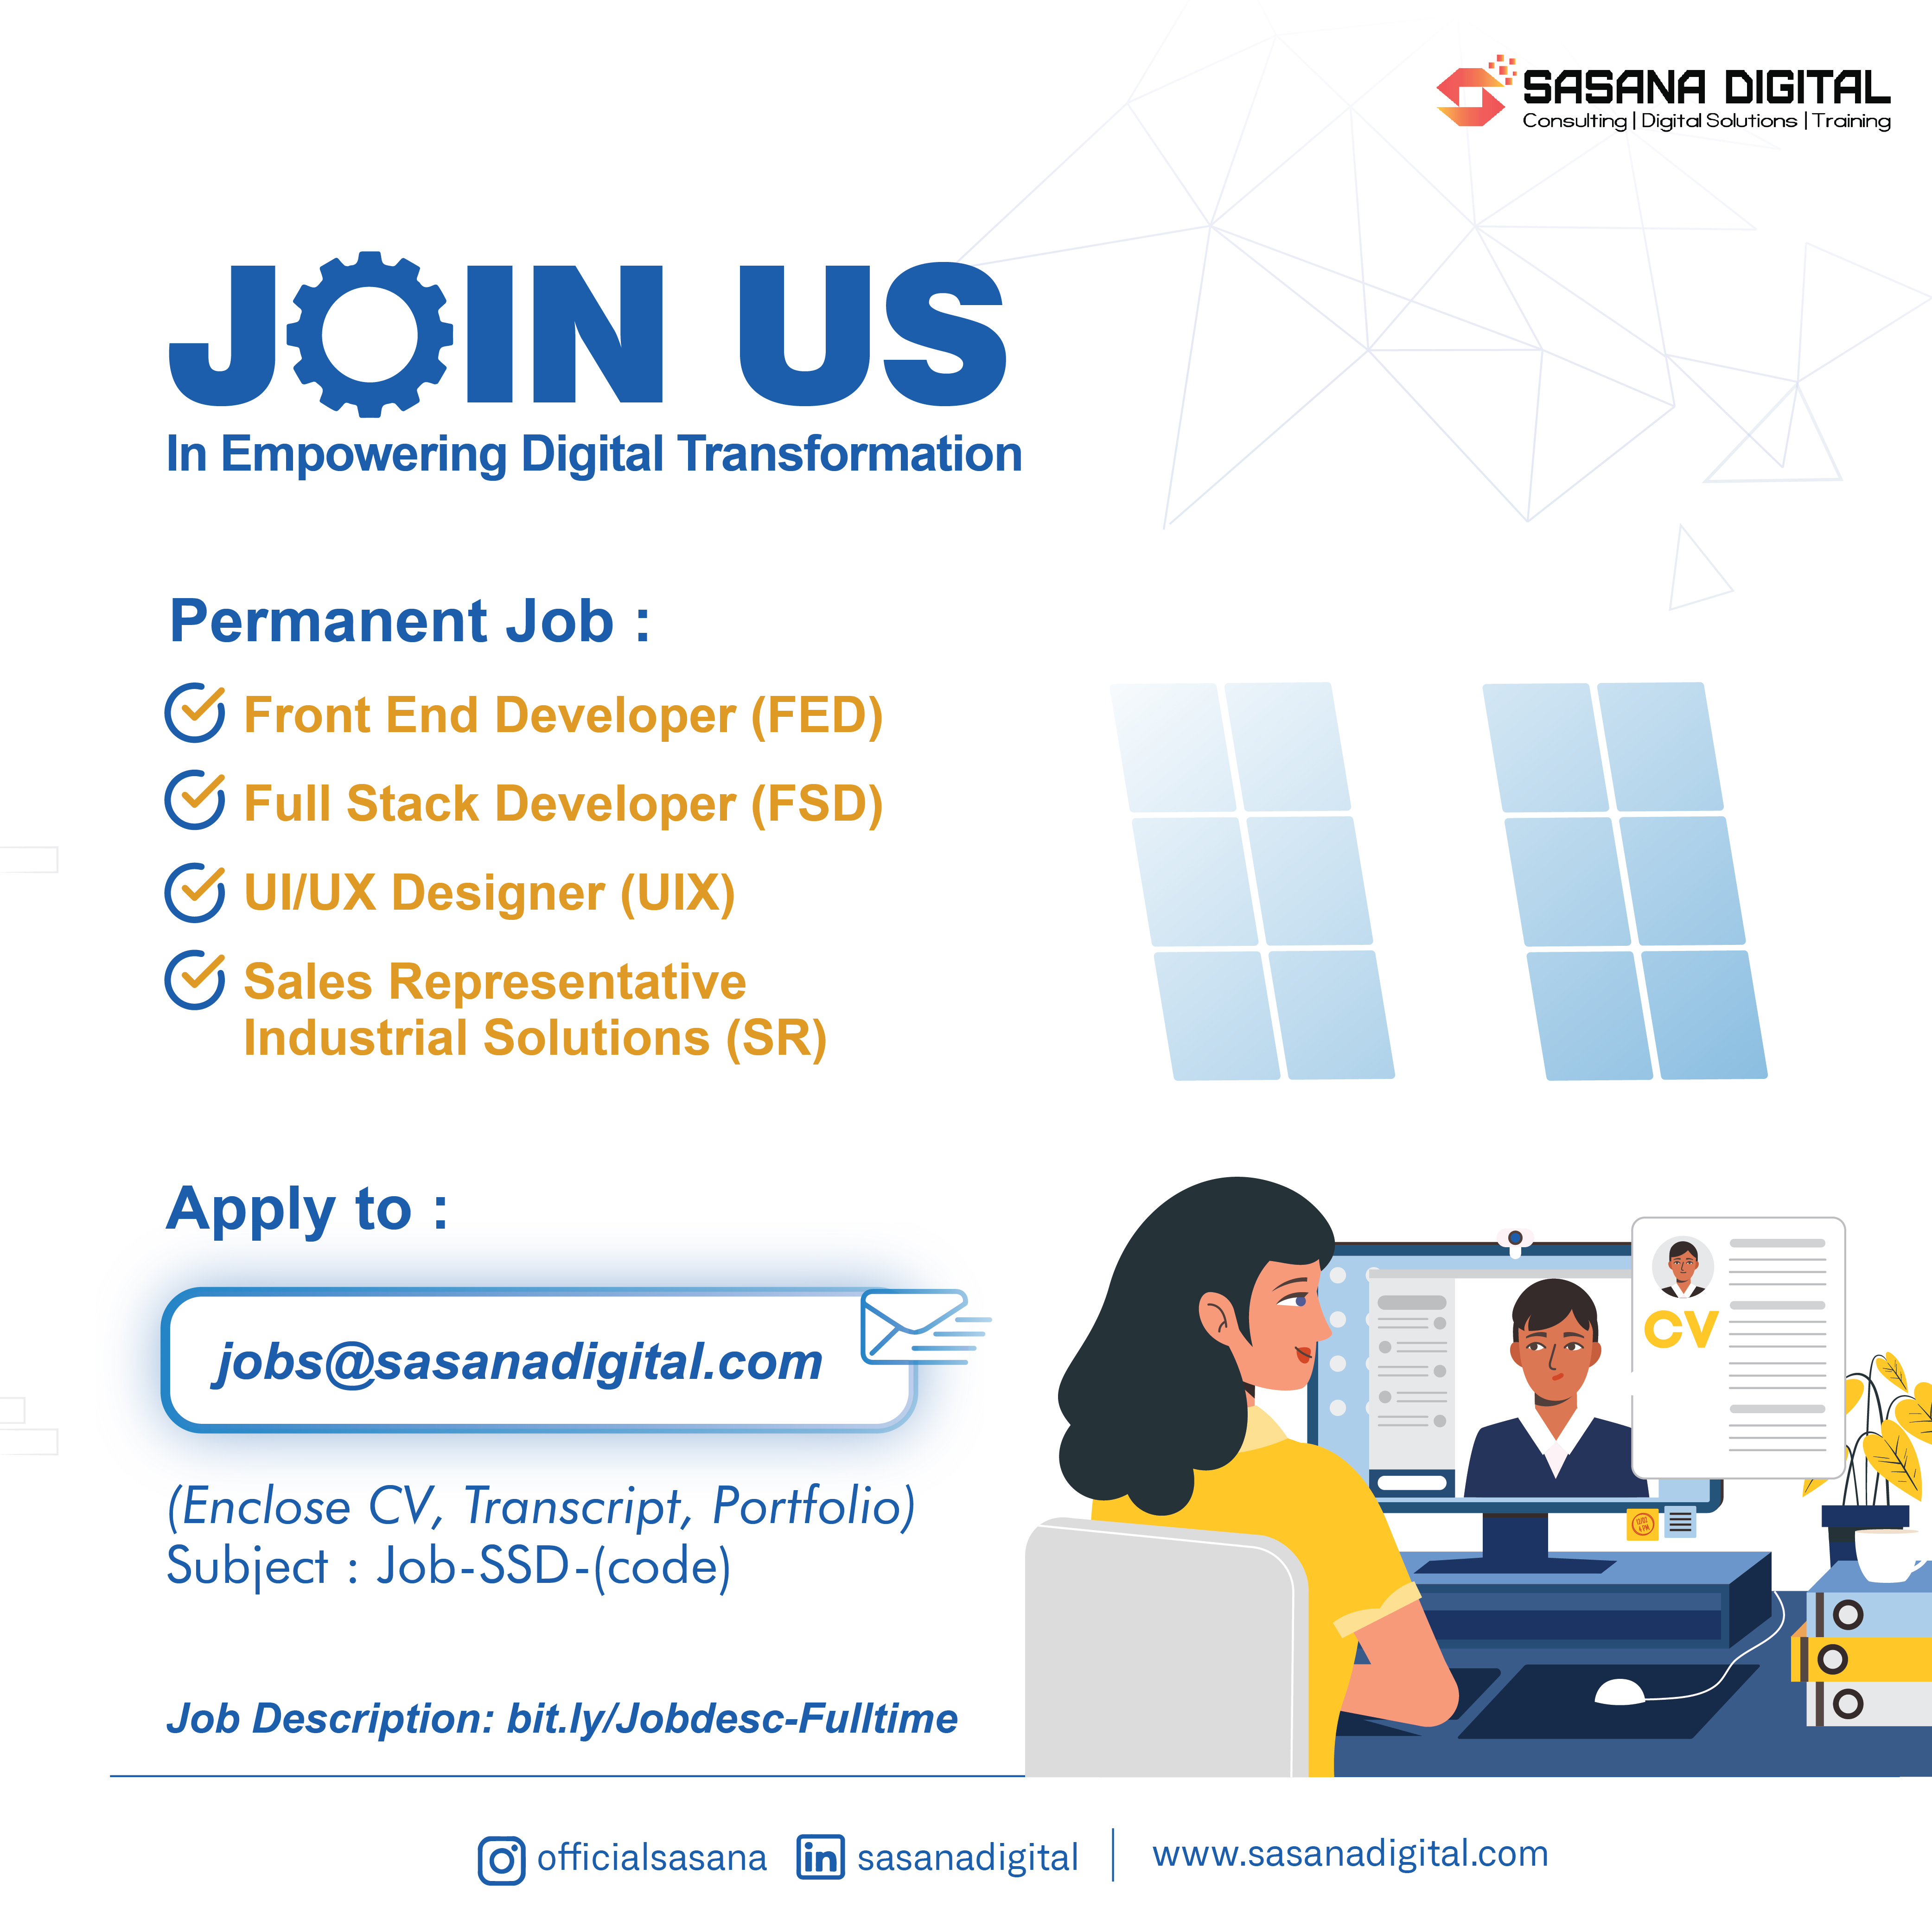 SASANA DIGITAL
Consulting | Digital Solutions | Training
JOIN US
In Empowering Digital Transformation
Permanent Job :
Front End Developer (FED)
Full Stack Developer (FSD)
UI/UX Designer (UIX)
Sales Representative
Industrial Solutions (SR)
Apply to :
jobs@sasanadigital.com
(Enclose CV, Transcript, Portfolio)
Subject : Job-SSD-(code)
CV
Job Description: bit.ly/Jobdesc-Fulltime
officialsasana
sasanadigital
www.sasanadigital.com